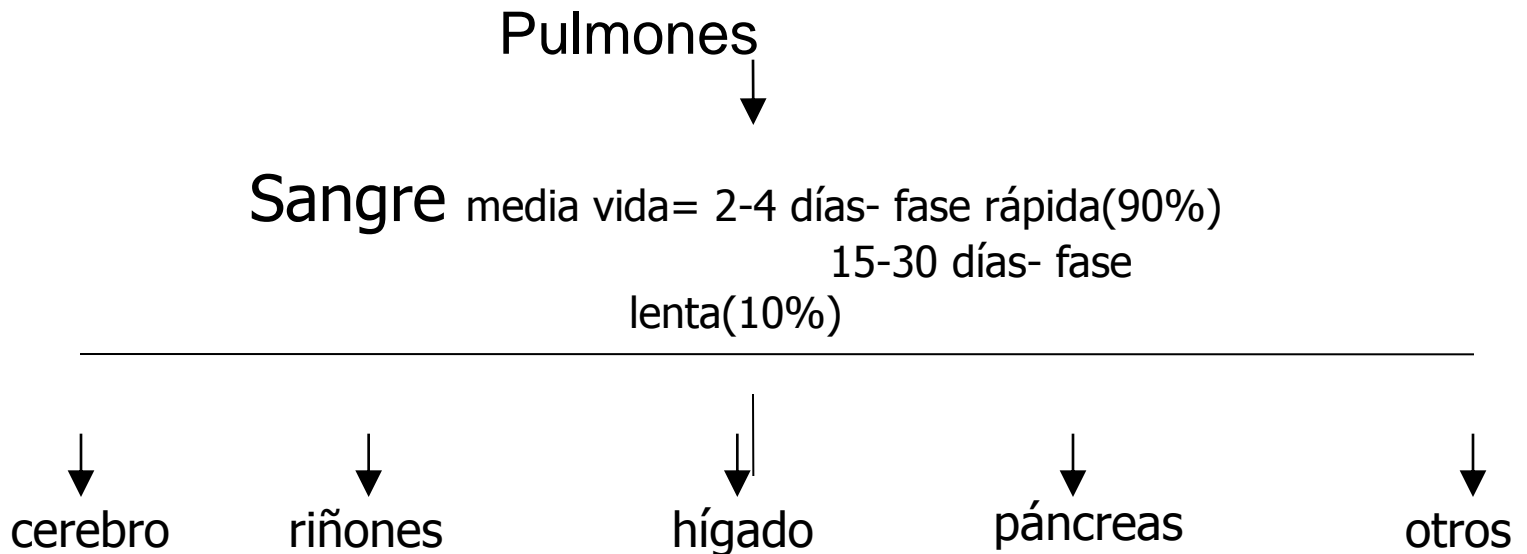 Pulmones
Sangre media vida= 2-4 días- fase rápida(90%)
15-30 días- fase
lenta(10%)
cerebro riñones hígado páncreas otros